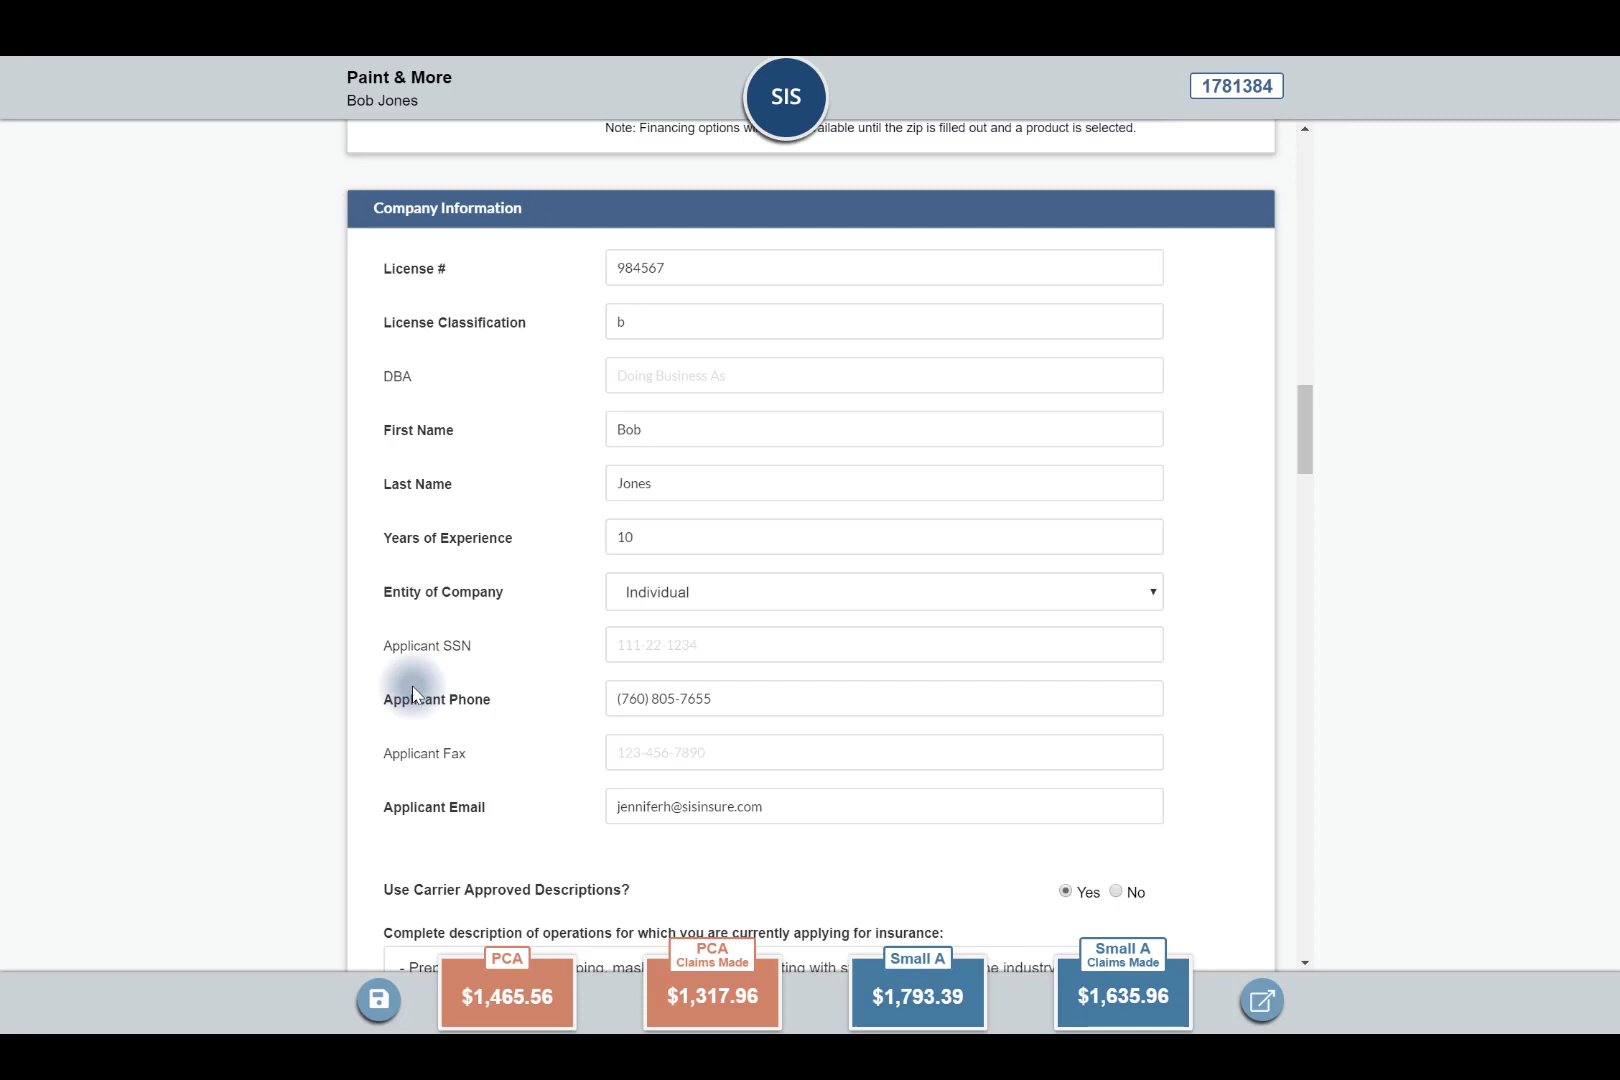 Paint & More
Bob Jones
SIS
1781384
Note: Financing options ailable until the zip is filled out and a product is selected.
Company Information
License # 984567
License Classification b
DBA Doing Business As
First Name Bob
Last Name Jones
Years of Experience 10
Entity of Company Individual
Applicant SSN 111-22-1234
Applicant Phone (760) 805-7655
Applicant Fax 123-456-7890
Applicant Email jenniferh@sisinsure.com
Use Carrier Approved Descriptions? Yes No
Complete description of operations for which you are currently applying for insurance:
PCA
$1,465.56
PCA
Claims Made
$1,317.96
Small A
$1,793.39
Small A
Claims Made
$1,635.96